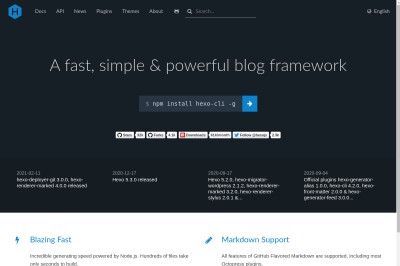 H
Docs API News Plugins Themes About Search... English
A fast, simple & powerful blog framework
$ npm install hexo-cli -g
Stars Forks 4.3k Downloads Follow @hexojs 2.9k
2021-02-11
hexo-deployer-git 3.0.0, hexo-
renderer-marked 4.0.0 released
2020-12-17
Hexo 5.3.0 released
2020-09-17
Hexo 5.2.0, hexo-migrator-
wordpress 2.1.2, hexo-renderer-
marked 3.2.0, hexo-renderer-
stylus 2.0.1 &...
2020-09-04
Official plugins hexo-generator-
alias 1.0.0, hexo-cli 4.2.0, hexo-
front-matter 2.0.0 & hexo-
generator-feed 3.0.0...
Blazing Fast
Incredible generating speed powered by Node.js. Hundreds of files take
only seconds to build.
Markdown Support
All features of GitHub Flavored Markdown are supported, including most
Octopress plugins.